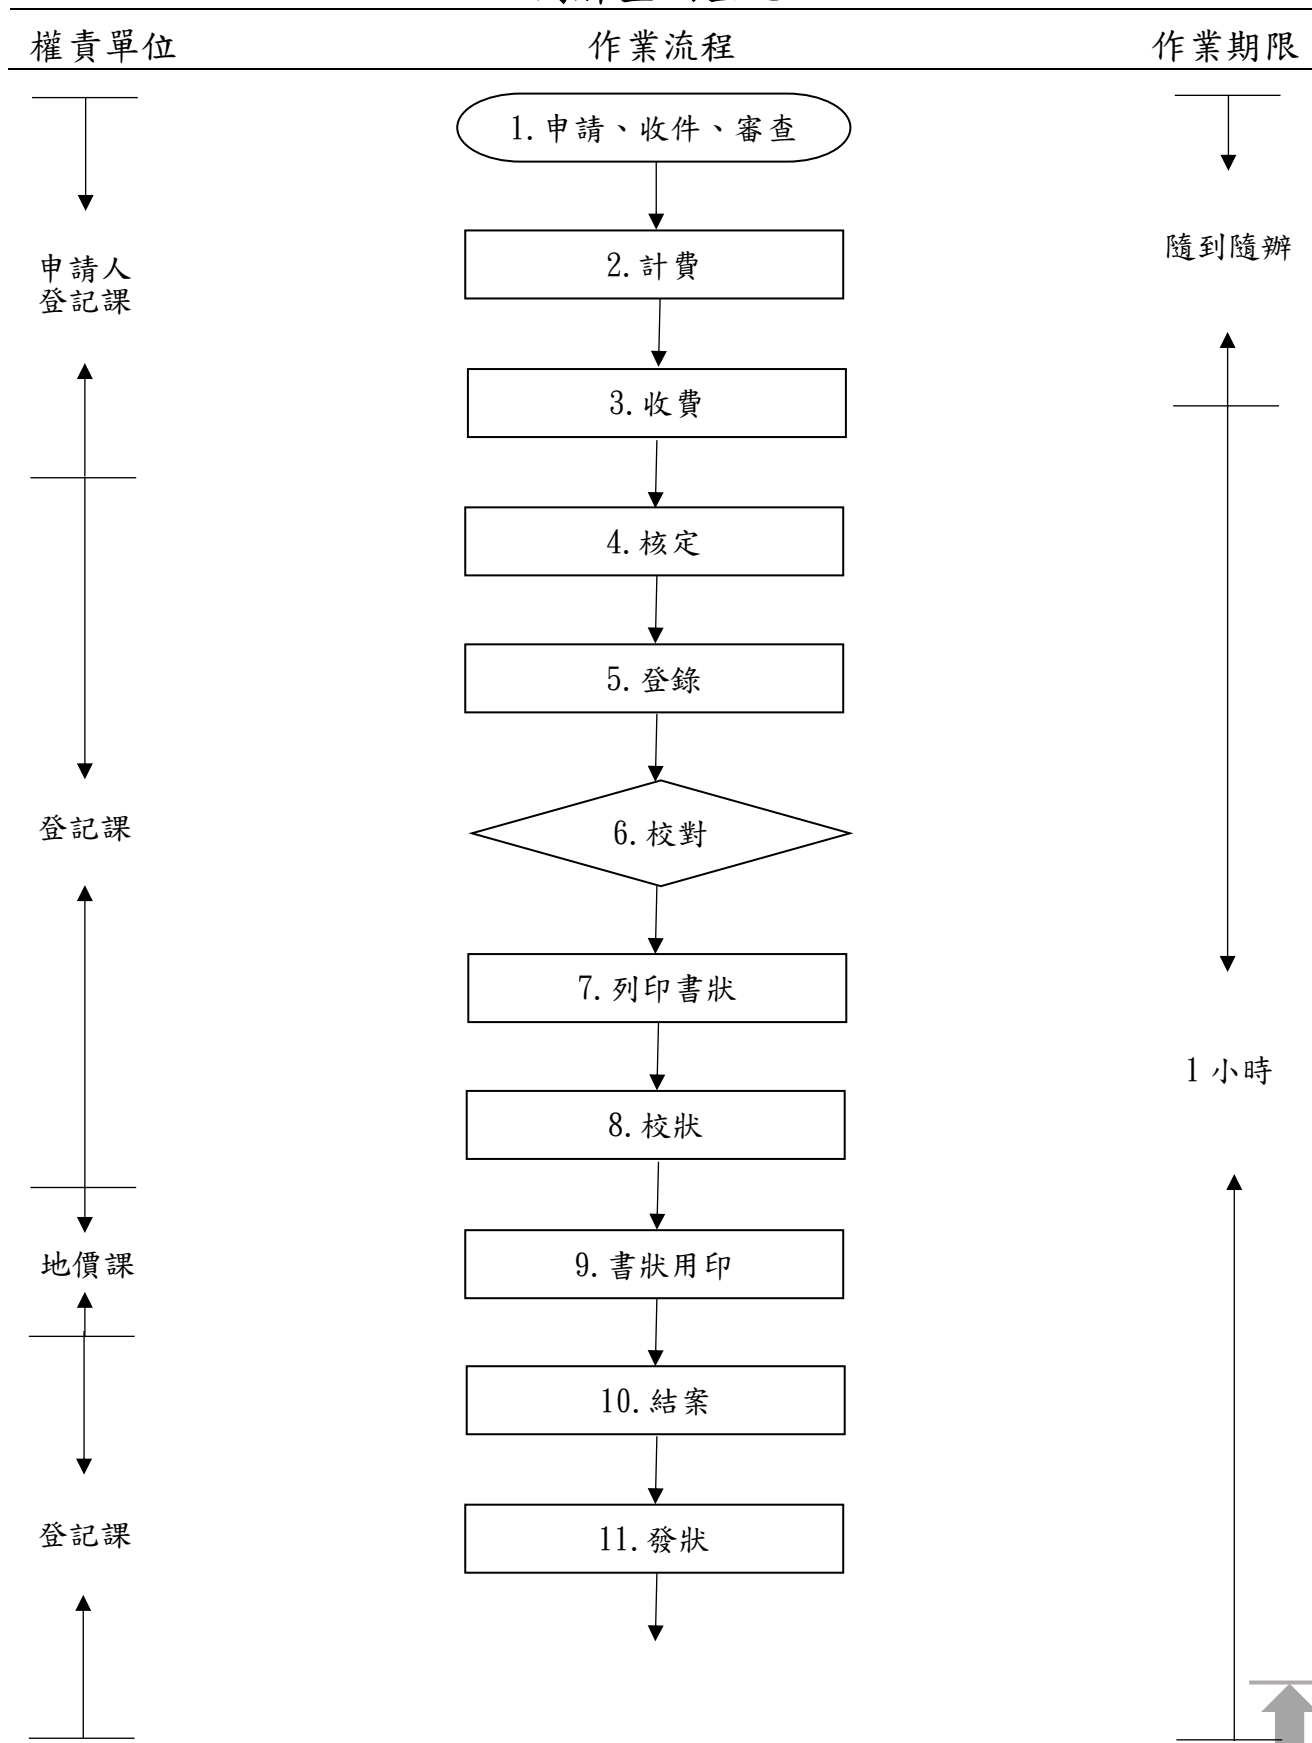 權責單位 作業流程 作業期限
1.申請、收件、審查
隨到隨辦
2.計費
申請人
登記課
3.收費
4.核定
5.登錄
登記課
6.校對
7.列印書狀
1 小時
8.校狀
地價課
9.書狀用印
10.結案
登記課
11.發狀